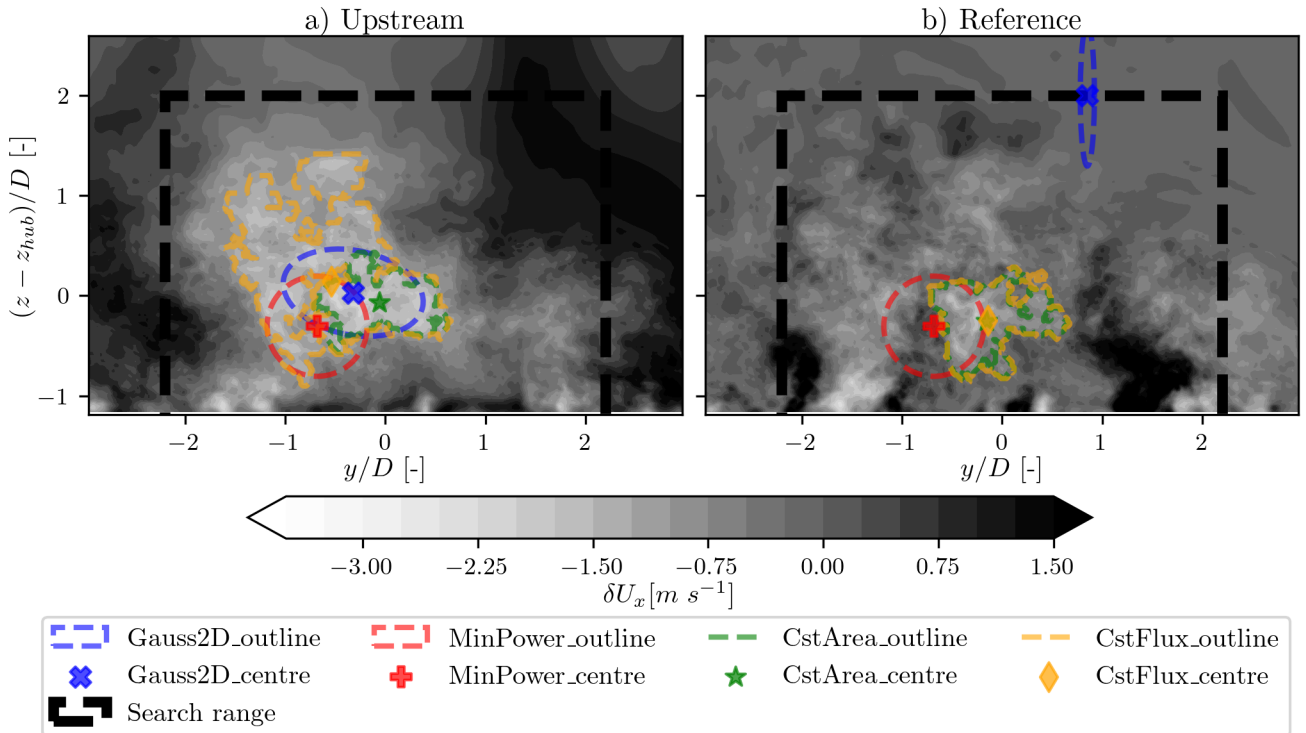 a) Upstream
b) Reference
(z − z_hub)/D [-]
2
1
0
−1
−2 −1 0 1 2
y/D [-]
−2 −1 0 1 2
y/D [-]
−3.00 −2.25 −1.50 −0.75 0.00 0.75 1.50
δU_x[m s⁻¹]
Gauss2D_outline MinPower_outline CstArea_outline CstFlux_outline
Gauss2D_centre MinPower_centre CstArea_centre CstFlux_centre
Search range